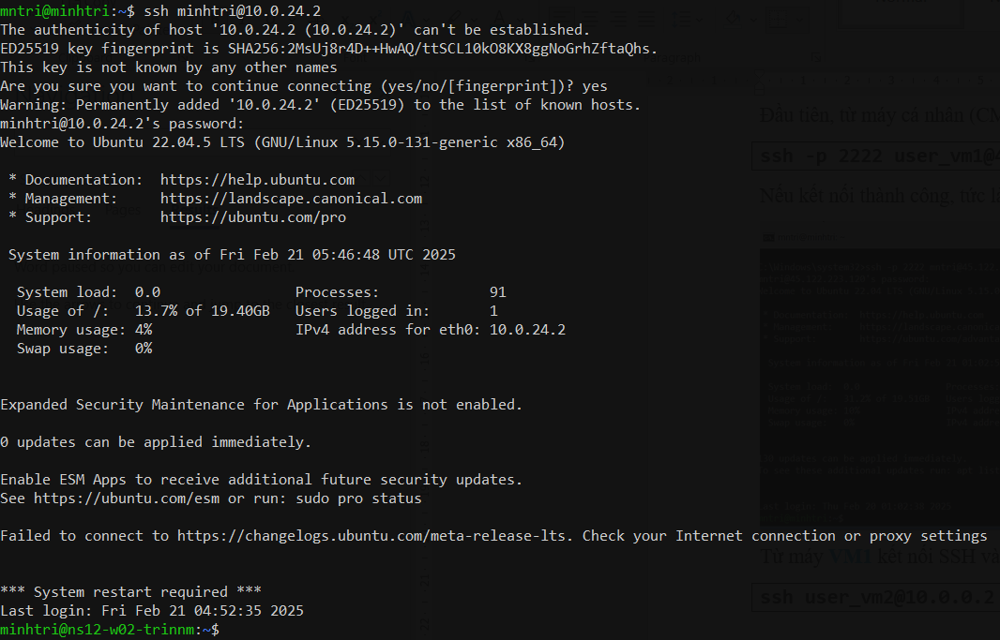 mntri@minhtri:~$ ssh minhtri@10.0.24.2
The authenticity of host '10.0.24.2 (10.0.24.2)' can't be established.
ED25519 key fingerprint is SHA256:2MsUj8r4D++HwAQ/ttSCL10kO8KX8ggNoGrhZftaQhs.
This key is not known by any other names
Are you sure you want to continue connecting (yes/no/[fingerprint])? yes
Warning: Permanently added '10.0.24.2' (ED25519) to the list of known hosts.
minhtri@10.0.24.2's password:
Welcome to Ubuntu 22.04.5 LTS (GNU/Linux 5.15.0-131-generic x86_64)
* Documentation:  https://help.ubuntu.com
* Management:     https://landscape.canonical.com
* Support:        https://ubuntu.com/pro
System information as of Fri Feb 21 05:46:48 UTC 2025
System load:  0.0                Processes:             91
Usage of /:   13.7% of 19.40GB   Users logged in:       1
Memory usage: 4%                 IPv4 address for eth0: 10.0.24.2
Swap usage:   0%
Expanded Security Maintenance for Applications is not enabled.
0 updates can be applied immediately.
Enable ESM Apps to receive additional future security updates.
See https://ubuntu.com/esm or run: sudo pro status
Failed to connect to https://changelogs.ubuntu.com/meta-release-lts. Check your Internet connection or proxy settings
*** System restart required ***
Last login: Fri Feb 21 04:52:35 2025
minhtri@ns12-w02-trinnm:~$
Đầu tiên, từ máy cá nhân
ssh -p 2222 user_vm1@
Nếu kết nối thành công, tức
Từ máy VM1 kết nối SSH
ssh user_vm2@10.0.0.2